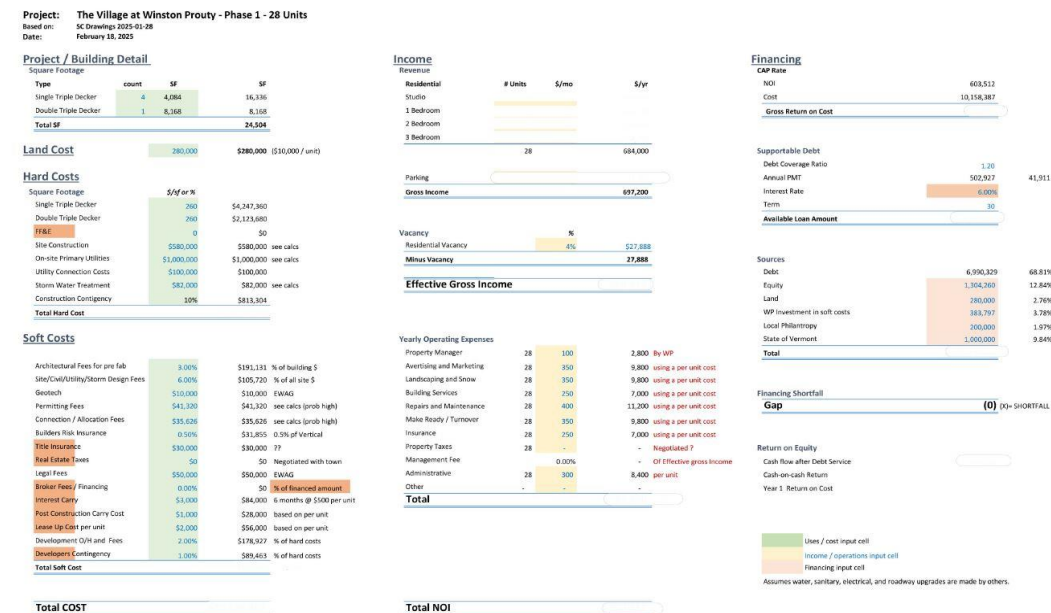 Project: The Village at Winston Prouty - Phase 1 - 28 Units
Based on: SC Drawings 2025-01-28
Date: February 18, 2025
Project / Building Detail
Square Footage
Type count SF SF
Single Triple Decker 4 4,084 16,336
Double Triple Decker 1 8,168 8,168
Total SF 24,504
Land Cost 280,000 $280,000 ($10,000 / unit)
Hard Costs
Square Footage $/sf or %
Single Triple Decker 260 $4,247,360
Double Triple Decker 260 $2,123,680
FF&E 0 $0
Site Construction $580,000 $580,000 see calcs
On-site Primary Utilities $1,000,000 $1,000,000 see calcs
Utility Connection Costs $100,000 $100,000
Storm Water Treatment $82,000 $82,000 see calcs
Construction Contigency 10% $813,304
Total Hard Cost
Soft Costs
Architectural Fees for pre fab 3.00% $191,131 % of building $
Site/Civil/Utility/Storm Design Fees 6.00% $105,720 % of all site $
Geotech $10,000 $10,000 EWAG
Permitting Fees $41,320 $41,320 see calcs (prob high)
Connection / Allocation Fees $35,626 $35,626 see calcs (prob high)
Builders Risk Insurance 0.50% $31,855 0.5% of Vertical
Title Insurance $30,000 $30,000 ??
Real Estate Taxes $0 $0 Negotiated with town
Legal Fees $50,000 $50,000 EWAG
Broker Fees / Financing 0.00% $0 % of financed amount
Interest Carry $3,000 $84,000 6 months @ $500 per unit
Post Construction Carry Cost $1,000 $28,000 based on per unit
Lease Up Cost per unit $2,000 $56,000 based on per unit
Development O/H and Fees 2.00% $178,927 % of hard costs
Developers Contingency 1.00% $89,463 % of hard costs
Total Soft Cost
Total COST
Income
Revenue
Residential # Units $/mo $/yr
Studio
1 Bedroom
2 Bedroom
3 Bedroom
28 684,000
Parking
Gross Income 697,200
Vacancy %
Residential Vacancy 4% $27,888
Minus Vacancy 27,888
Effective Gross Income
Yearly Operating Expenses
Property Manager 28 100 2,800 By WP
Avertising and Marketing 28 350 9,800 using a per unit cost
Landscaping and Snow 28 350 9,800 using a per unit cost
Building Services 28 250 7,000 using a per unit cost
Repairs and Maintenance 28 400 11,200 using a per unit cost
Make Ready / Turnover 28 350 9,800 using a per unit cost
Insurance 28 250 7,000 using a per unit cost
Property Taxes 28 - - Negotiated ?
Management Fee 0.00% - Of Effective gross Income
Administrative 28 300 8,400 per unit
Other - - -
Total
Total NOI
Financing
CAP Rate
NOI 603,512
Cost 10,158,387
Gross Return on Cost
Supportable Debt
Debt Coverage Ratio 1.20
Annual PMT 502,927 41,911
Interest Rate 6.00%
Term 30
Available Loan Amount
Sources
Debt 6,990,329 68.81%
Equity 1,304,260 12.84%
Land 280,000 2.76%
WP Investment in soft costs 383,797 3.78%
Local Philantropy 200,000 1.97%
State of Vermont 1,000,000 9.84%
Total
Financing Shortfall
Gap (0) (X)= SHORTFALL
Return on Equity
Cash flow after Debt Service
Cash-on-cash Return
Year 1 Return on Cost
Uses / cost input cell
Income / operations input cell
Financing input cell
Assumes water, sanitary, electrical, and roadway upgrades are made by others.